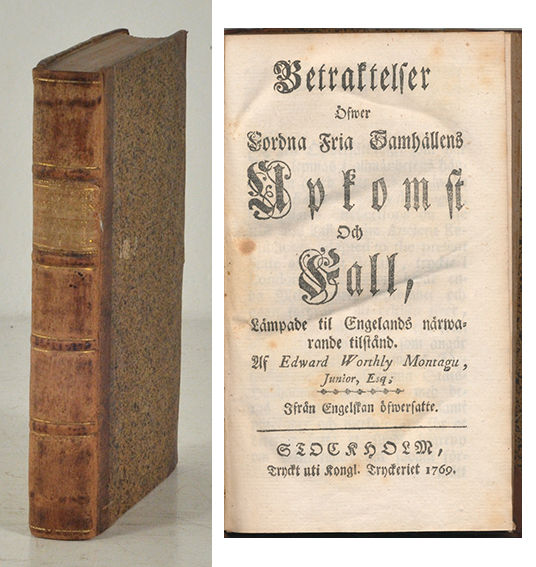 Betraktelser
Öfwer
Fordna Fria Samhällens
Upkomst
Och
Fall,
Lämpade til Engelands närwa-
rande tilstånd.
Af Edward Worthly Montagu,
Junior, Esq;
Ifrån Engelskan öfwersatte.
STOCKHOLM,
Tryckt uti Kongl. Tryckeriet 1769.